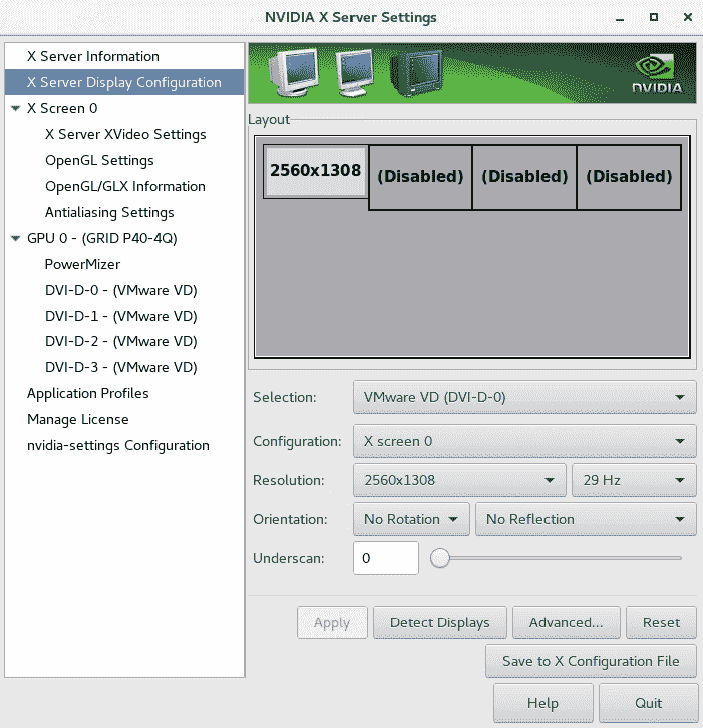 NVIDIA X Server Settings
X Server Information
X Server Display Configuration
X Screen 0
X Server XVideo Settings
OpenGL Settings
OpenGL/GLX Information
Antialiasing Settings
GPU 0 - (GRID P40-4Q)
PowerMizer
DVI-D-0 - (VMware VD)
DVI-D-1 - (VMware VD)
DVI-D-2 - (VMware VD)
DVI-D-3 - (VMware VD)
Application Profiles
Manage License
nvidia-settings Configuration
NVIDIA
Layout
2560x1308 (Disabled) (Disabled) (Disabled)
Selection: VMware VD (DVI-D-0)
Configuration: X screen 0
Resolution: 2560x1308 29 Hz
Orientation: No Rotation No Reflection
Underscan: 0
Apply Detect Displays Advanced... Reset
Save to X Configuration File
Help Quit